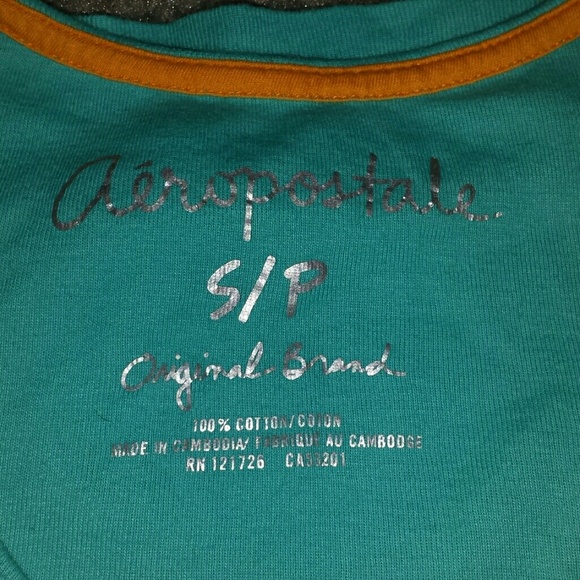 Aéropostale
S/P
Original Brand
100% COTTON/COTON
MADE IN CAMBODIA/ FABRIQUE AU CAMBODGE
RN 121726 CA33201